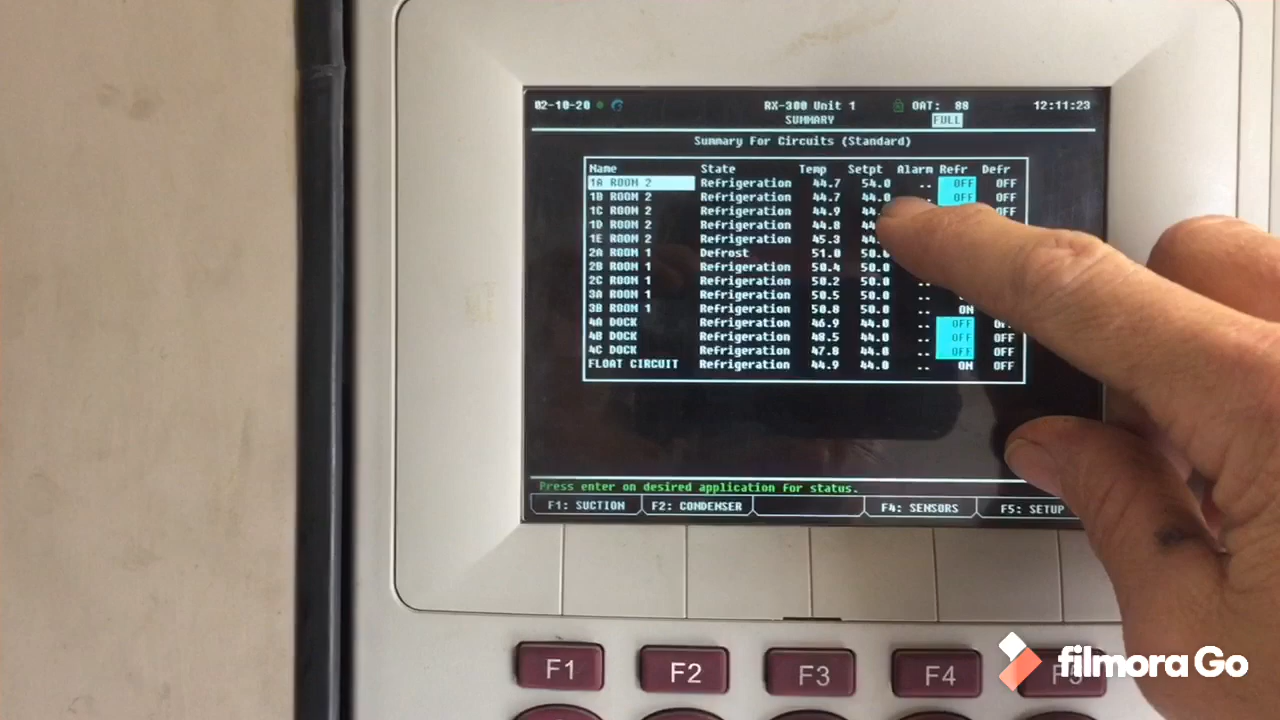 02-10-20 RX-300 Unit 1 OAT: 88 12:11:23
SUMMARY FULL
Summary For Circuits (Standard)
Name State Temp Setpt Alarm Refr Defr
1A ROOM 2 Refrigeration 44.7 54.0 .. OFF OFF
1B ROOM 2 Refrigeration 44.7 44.0 OFF OFF
1C ROOM 2 Refrigeration 44.9 44. OFF
1D ROOM 2 Refrigeration 44.8 44
1E ROOM 2 Refrigeration 45.3 44.
2A ROOM 1 Defrost 51.0 50.0
2B ROOM 1 Refrigeration 50.4 50.0
2C ROOM 1 Refrigeration 50.2 50.0 ..
3A ROOM 1 Refrigeration 50.5 50.0 ..
3B ROOM 1 Refrigeration 50.8 50.0 .. ON
4A DOCK Refrigeration 46.9 44.0 .. OFF
4B DOCK Refrigeration 48.5 44.0 .. OFF OFF
4C DOCK Refrigeration 47.8 44.0 .. OFF OFF
FLOAT CIRCUIT Refrigeration 44.9 44.0 .. ON OFF
Press enter on desired application for status.
F1: SUCTION F2: CONDENSER F4: SENSORS F5: SETUP
F1 F2 F3 F4 F5
filmora Go